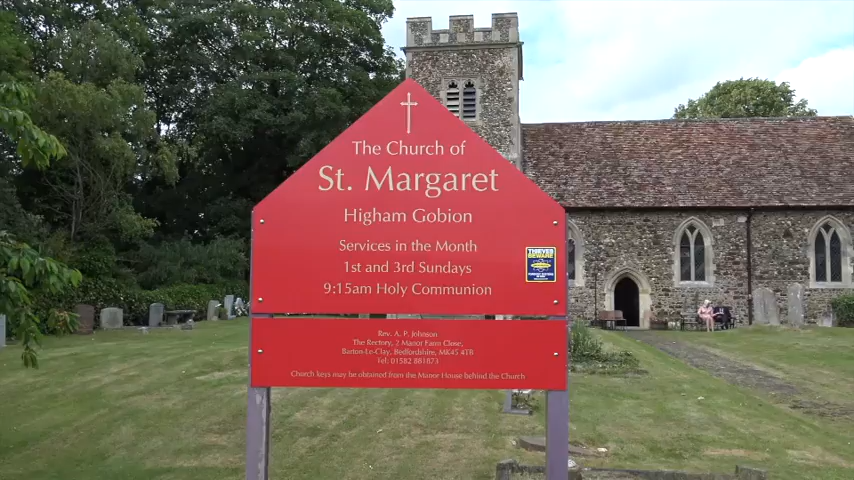 The Church of
St. Margaret
Higham Gobion
Services in the Month
1st and 3rd Sundays
9:15am Holy Communion
THIEVES
BEWARE
Rev. A. P. Johnson
The Rectory, 2 Manor Farm Close,
Barton-Le-Clay, Bedfordshire, MK45 4TB
Tel: 01582 881873
Church keys may be obtained from the Manor House behind the Church